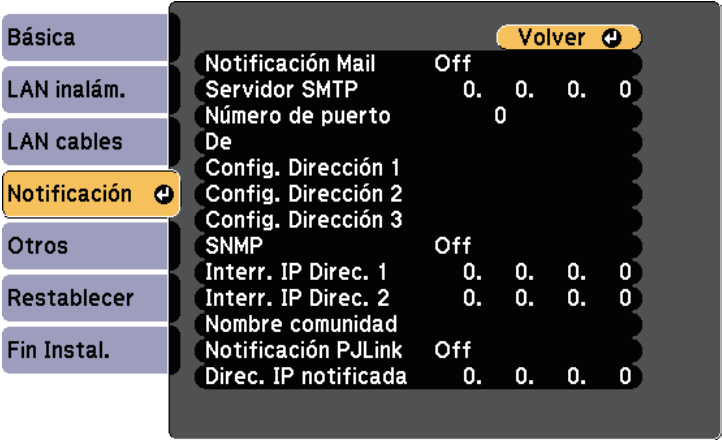 Básica
LAN inalám.
LAN cables
Notificación
Otros
Restablecer
Fin Instal.
Volver
Notificación Mail Off
Servidor SMTP 0. 0. 0. 0
Número de puerto 0
De
Config. Dirección 1
Config. Dirección 2
Config. Dirección 3
SNMP Off
Interr. IP Direc. 1 0. 0. 0. 0
Interr. IP Direc. 2 0. 0. 0. 0
Nombre comunidad
Notificación PJLink Off
Direc. IP notificada 0. 0. 0. 0